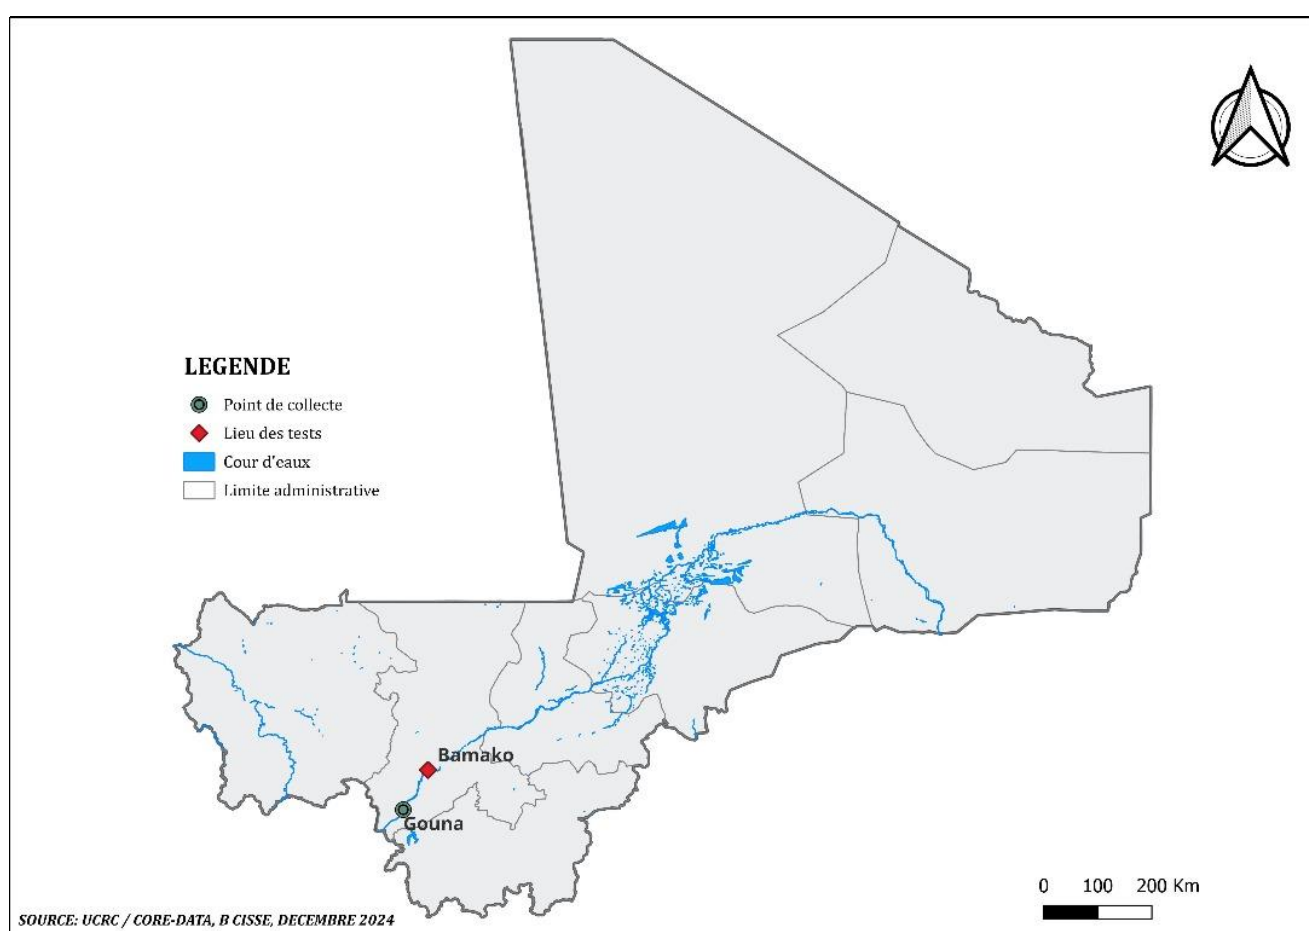 LEGENDE
Point de collecte
Lieu des tests
Cour d'eaux
Limite administrative
Bamako
Gouna
0 100 200 Km
SOURCE: UCRC / CORE-DATA, B CISSE, DECEMBRE 2024